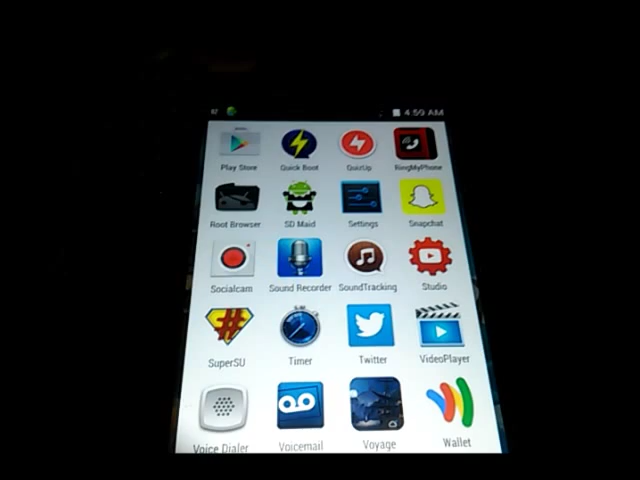 82 4:59 AM
Play Store Quick Boot QuizUp RingMyPhone
Root Browser SD Maid Settings Snapchat
Socialcam Sound Recorder SoundTracking Studio
SuperSU Timer Twitter VideoPlayer
Voice Dialer Voicemail Voyage Wallet